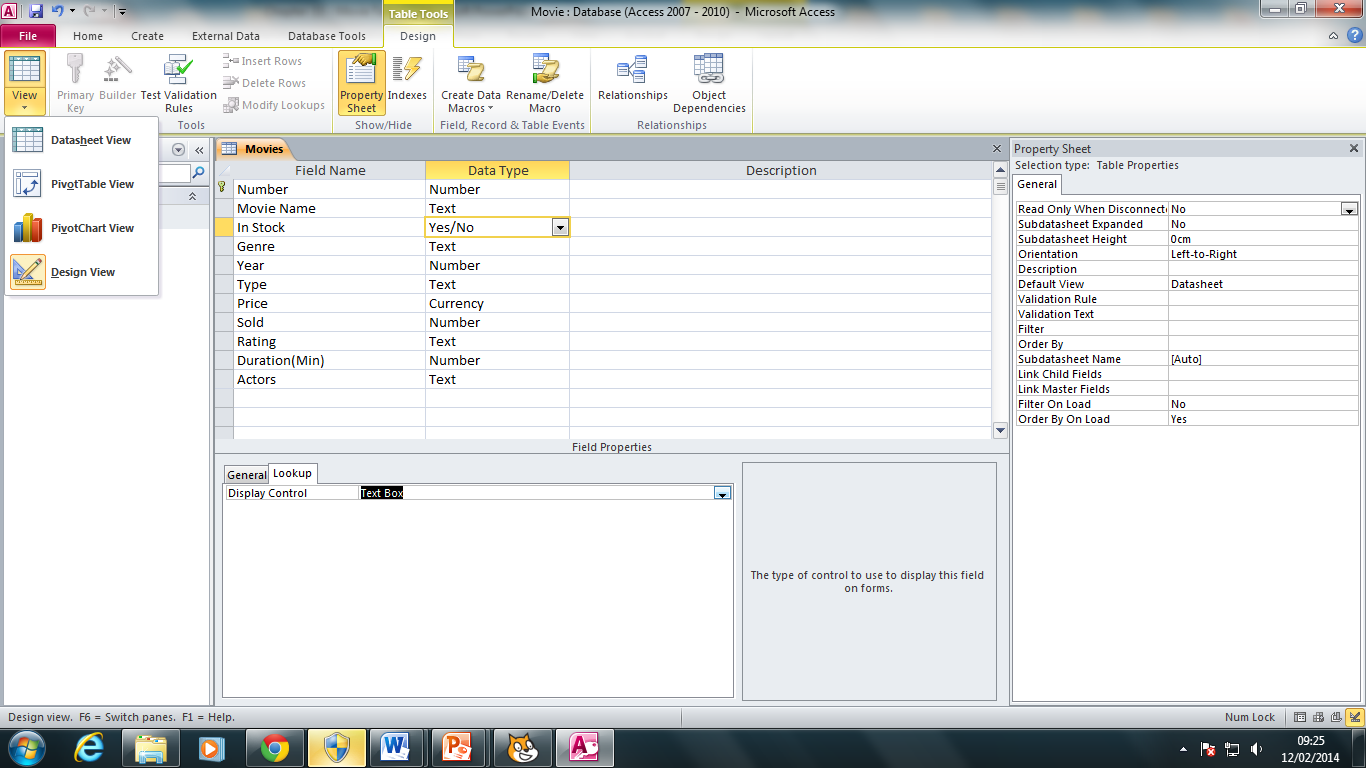 Table Tools
Movie : Database (Access 2007 - 2010) - Microsoft Access
File Home Create External Data Database Tools Design
View
Primary Key
Builder
Test Validation Rules
Insert Rows
Delete Rows
Modify Lookups
Property Sheet
Indexes
Create Data Macros
Rename/Delete Macro
Relationships
Object Dependencies
Tools
Show/Hide
Field, Record & Table Events
Relationships
Datasheet View
PivotTable View
PivotChart View
Design View
Movies
Field Name Data Type Description
Number Number
Movie Name Text
In Stock Yes/No
Genre Text
Year Number
Type Text
Price Currency
Sold Number
Rating Text
Duration(Min) Number
Actors Text
Field Properties
General Lookup
Display Control Text Box
The type of control to use to display this field
on forms.
Property Sheet
Selection type: Table Properties
General
Read Only When Disconnect No
Subdatasheet Expanded No
Subdatasheet Height 0cm
Orientation Left-to-Right
Description
Default View Datasheet
Validation Rule
Validation Text
Filter
Order By
Subdatasheet Name [Auto]
Link Child Fields
Link Master Fields
Filter On Load No
Order By On Load Yes
Design view. F6 = Switch panes. F1 = Help.
Num Lock
09:25
12/02/2014